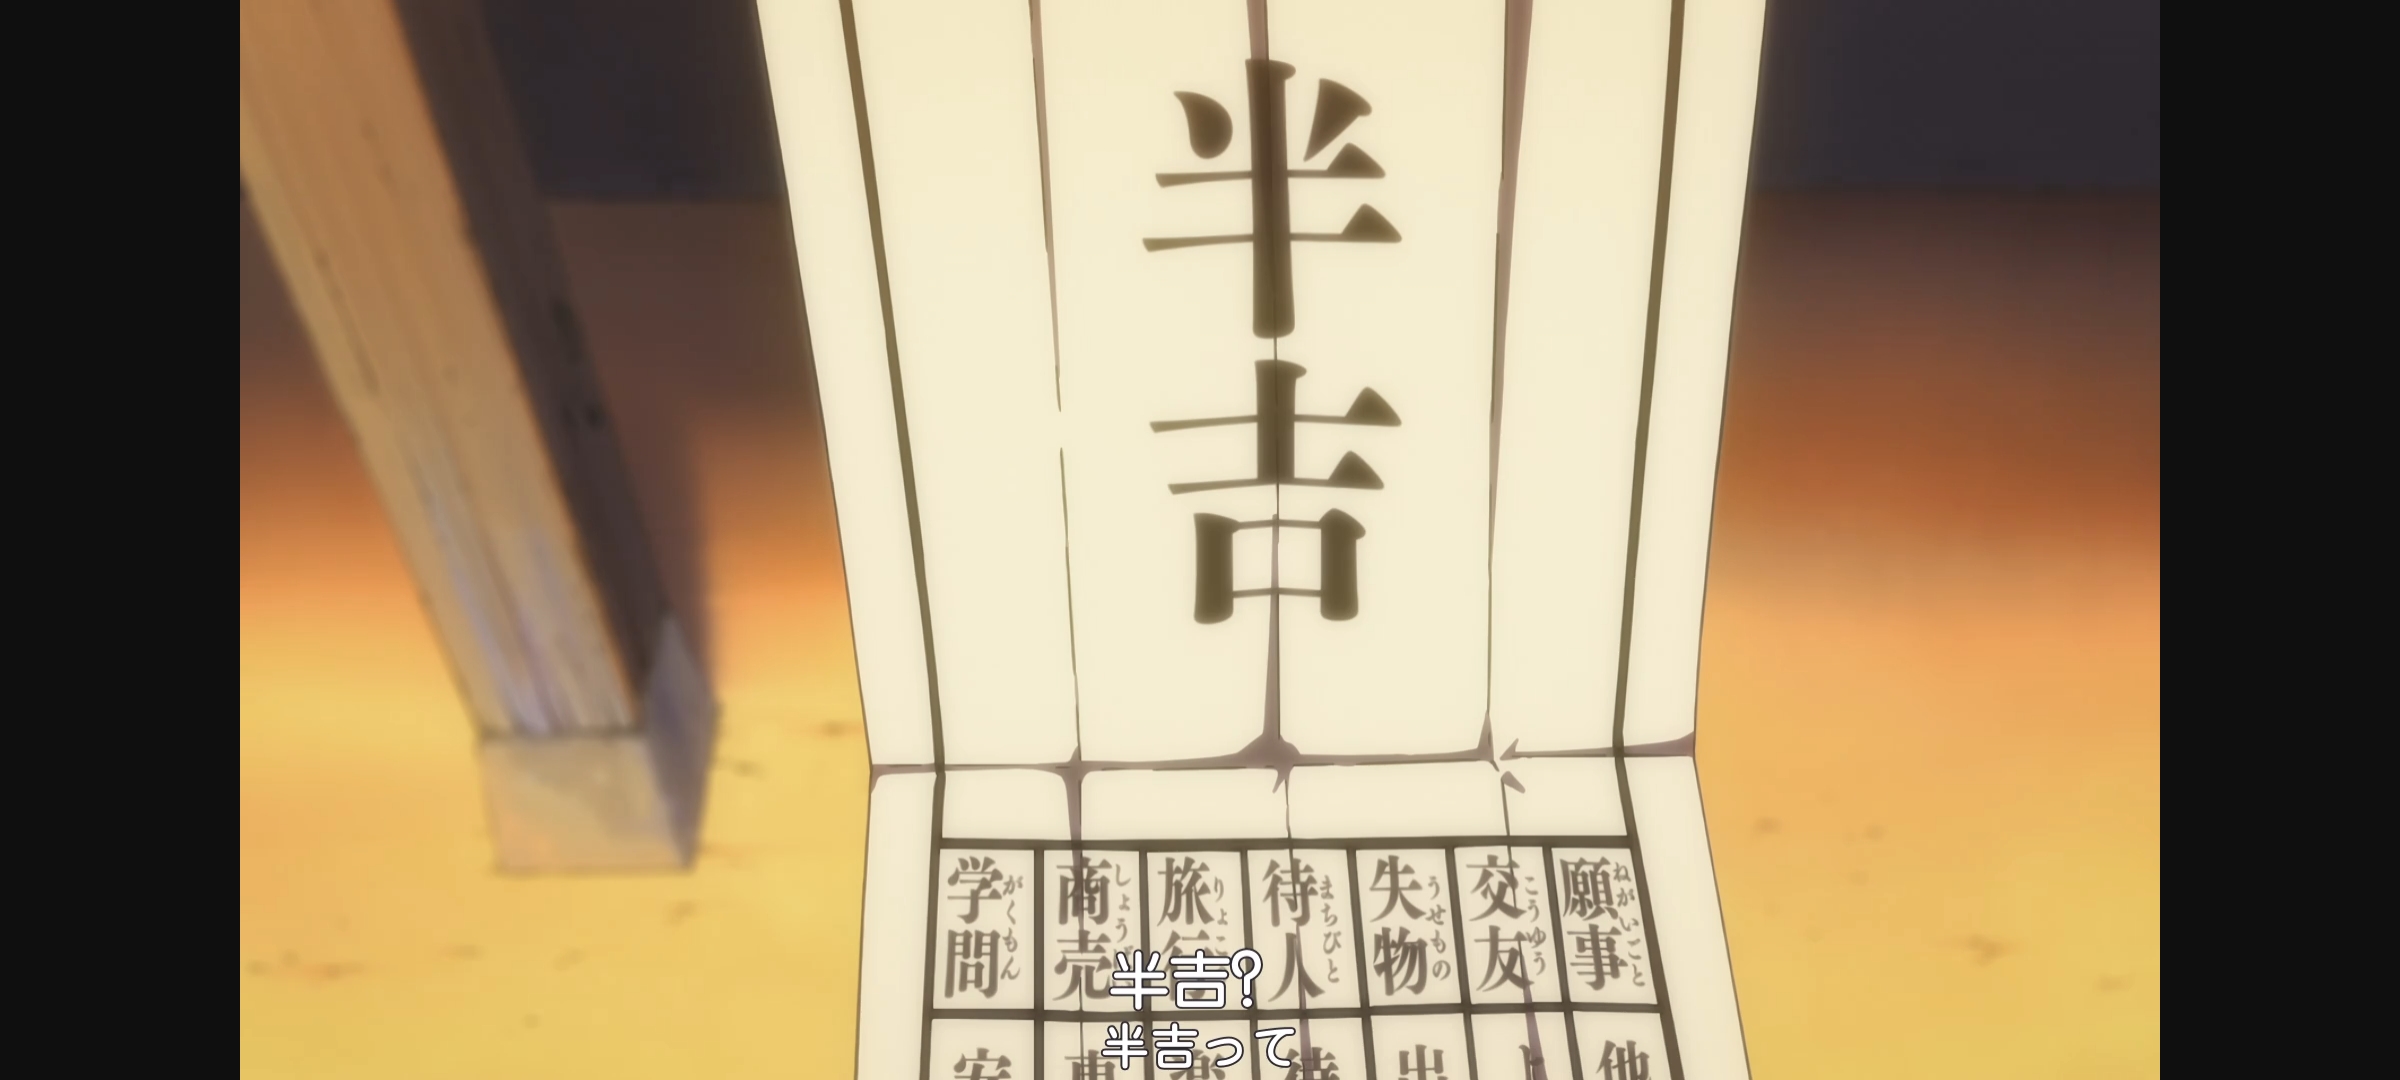 半吉
願事 ねがいごと
交友 こうゆう
失物 うせもの
待人 まちびと
旅行 りょこ
商売 しょう
学問 がくもん
半吉?
半吉って